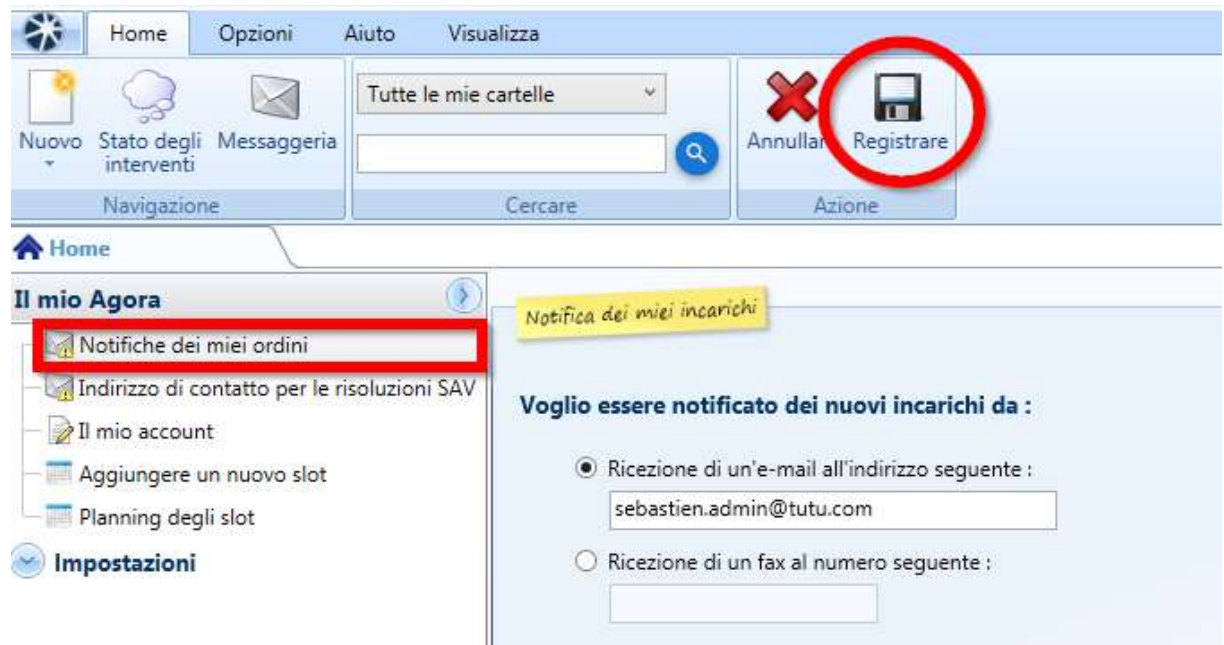 Home Opzioni Aiuto Visualizza
Tutte le mie cartelle
Nuovo Stato degli interventi Messaggeria
Annullar Registrare
Navigazione Cercare Azione
Home
Il mio Agora
Notifiche dei miei ordini
Indirizzo di contatto per le risoluzioni SAV
Il mio account
Aggiungere un nuovo slot
Planning degli slot
Impostazioni
Notifica dei miei incarichi
Voglio essere notificato dei nuovi incarichi da :
Ricezione di un'e-mail all'indirizzo seguente :
sebastien.admin@tutu.com
Ricezione di un fax al numero seguente :